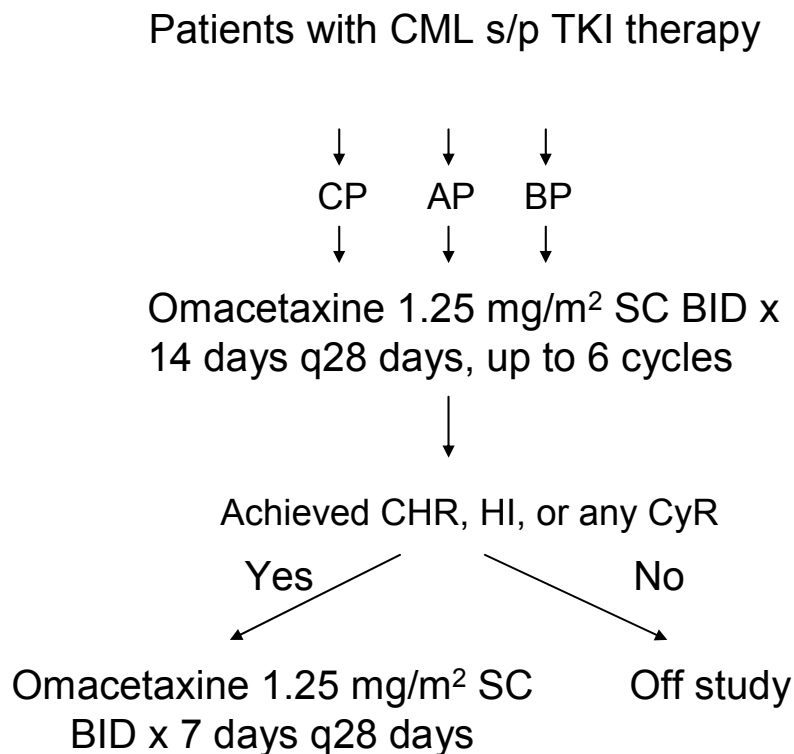 Patients with CML s/p TKI therapy
CP AP BP
Omacetaxine 1.25 mg/m² SC BID x
14 days q28 days, up to 6 cycles
Achieved CHR, HI, or any CyR
Yes No
Omacetaxine 1.25 mg/m² SC Off study
BID x 7 days q28 days